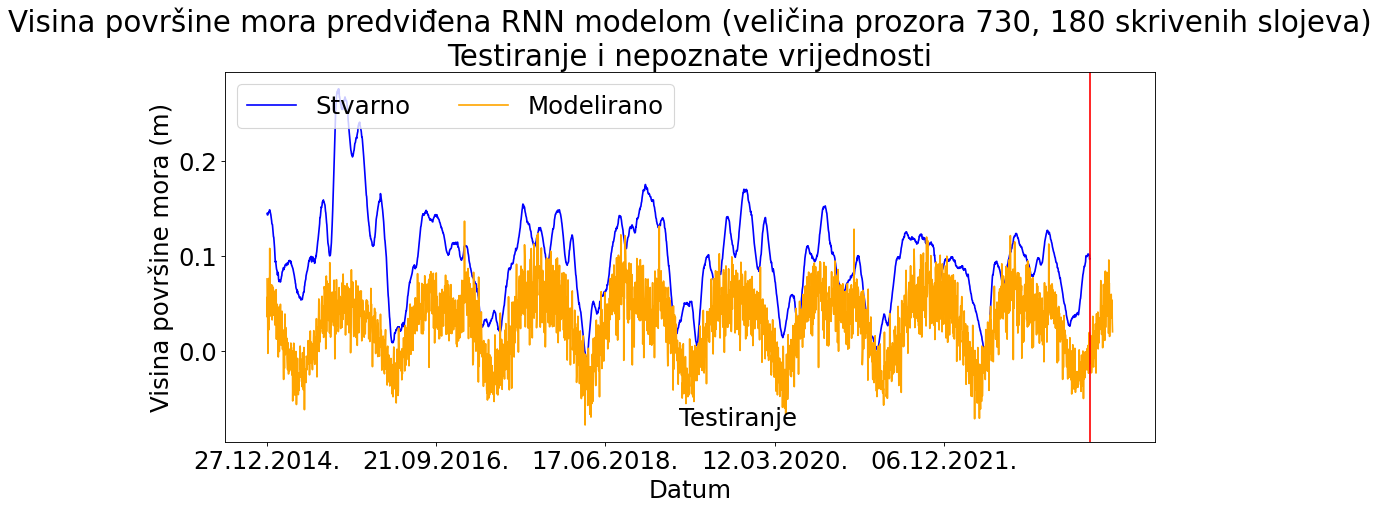 Visina površine mora predviđena RNN modelom (veličina prozora 730, 180 skrivenih slojeva)
Testiranje i nepoznate vrijednosti
Stvarno
Modelirano
Visina površine mora (m)
0.2
0.1
0.0
Testiranje
27.12.2014.
21.09.2016.
17.06.2018.
12.03.2020.
06.12.2021.
Datum